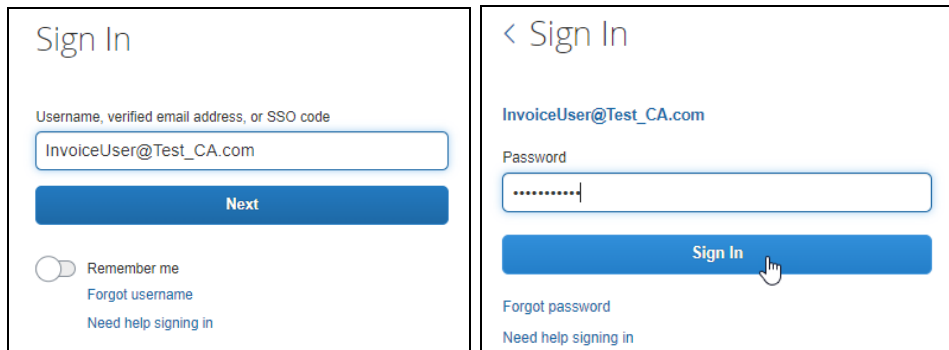 Sign In
Username, verified email address, or SSO code
InvoiceUser@Test_CA.com
Next
Remember me
Forgot username
Need help signing in
< Sign In
InvoiceUser@Test_CA.com
Password
•••••••••••
Sign In
Forgot password
Need help signing in